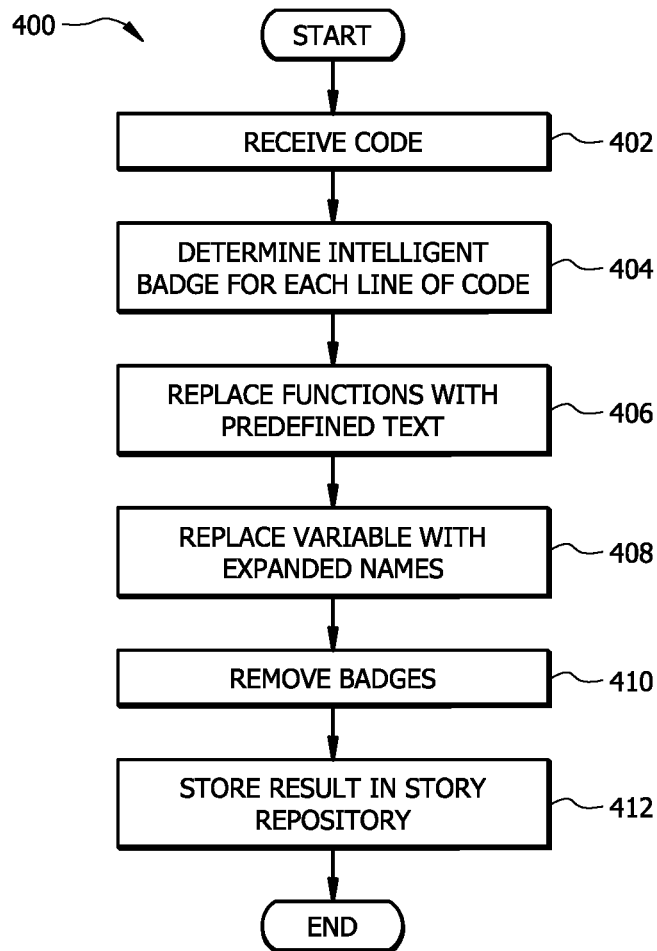 400
START
RECEIVE CODE
402
DETERMINE INTELLIGENT
BADGE FOR EACH LINE OF CODE
404
REPLACE FUNCTIONS WITH
PREDEFINED TEXT
406
REPLACE VARIABLE WITH
EXPANDED NAMES
408
REMOVE BADGES
410
STORE RESULT IN STORY
REPOSITORY
412
END